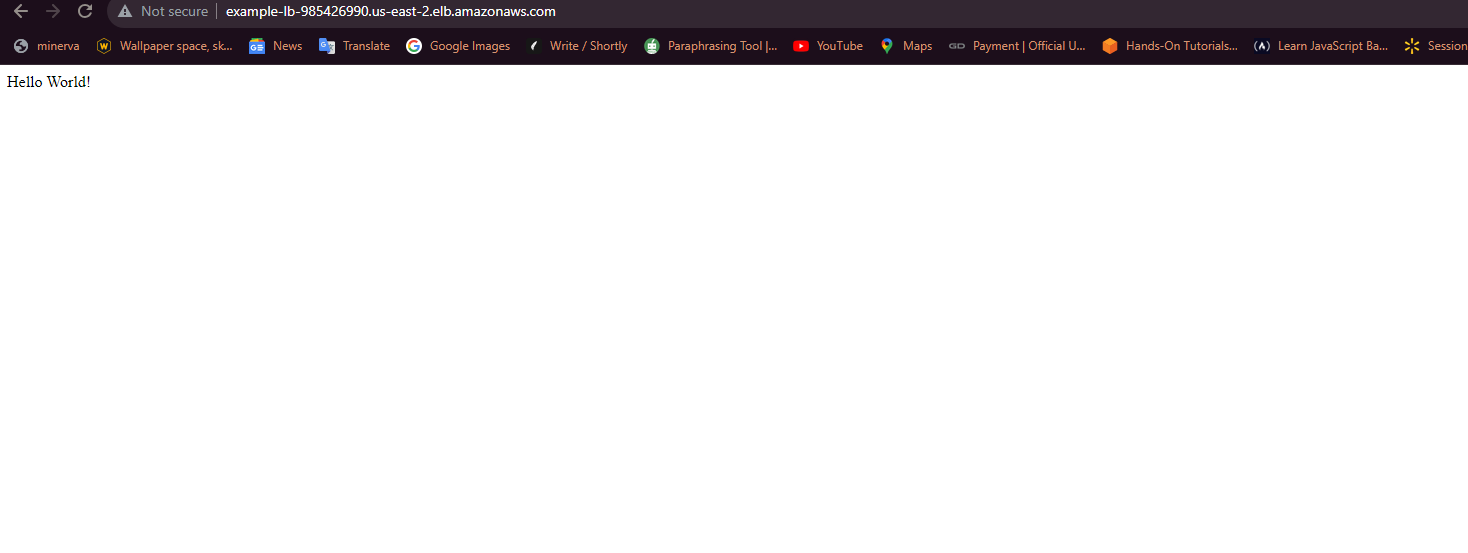 Not secure example-lb-985426990.us-east-2.elb.amazonaws.com
minerva Wallpaper space, sk... News Translate Google Images Write / Shortly Paraphrasing Tool |... YouTube Maps GD Payment | Official U... Hands-On Tutorials... Learn JavaScript Ba... Session
Hello World!